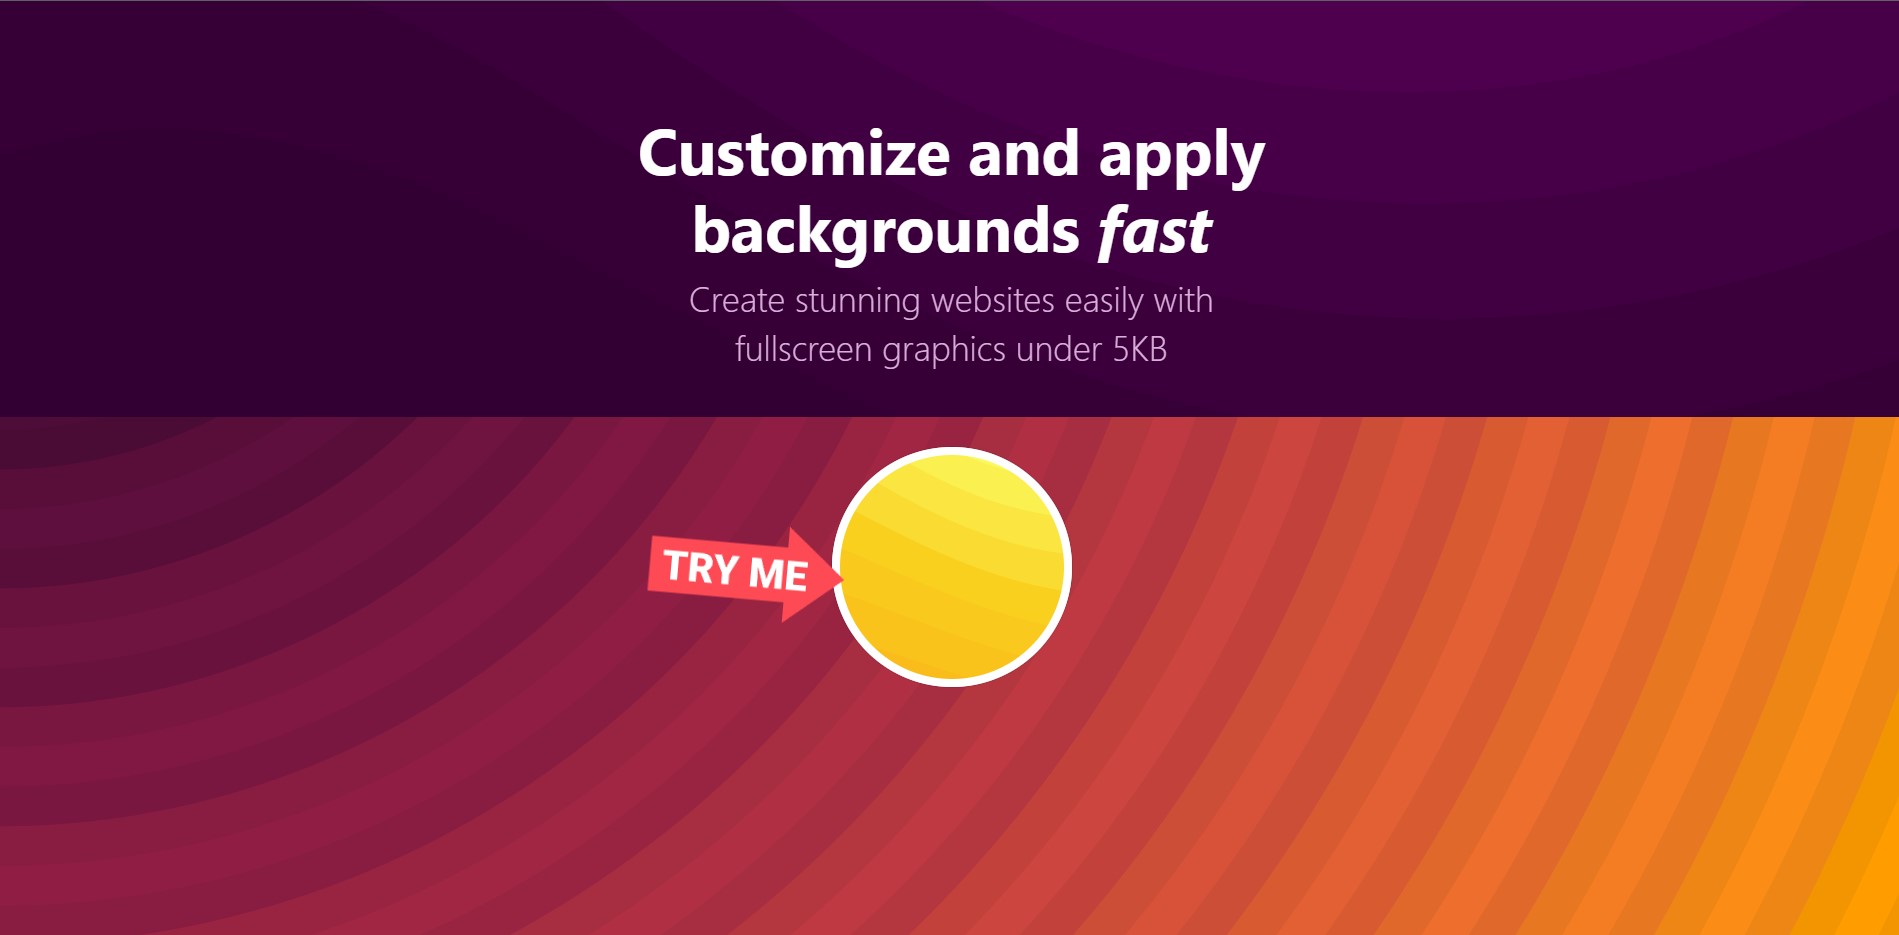 Customize and apply
backgrounds fast
Create stunning websites easily with
fullscreen graphics under 5KB
TRY ME